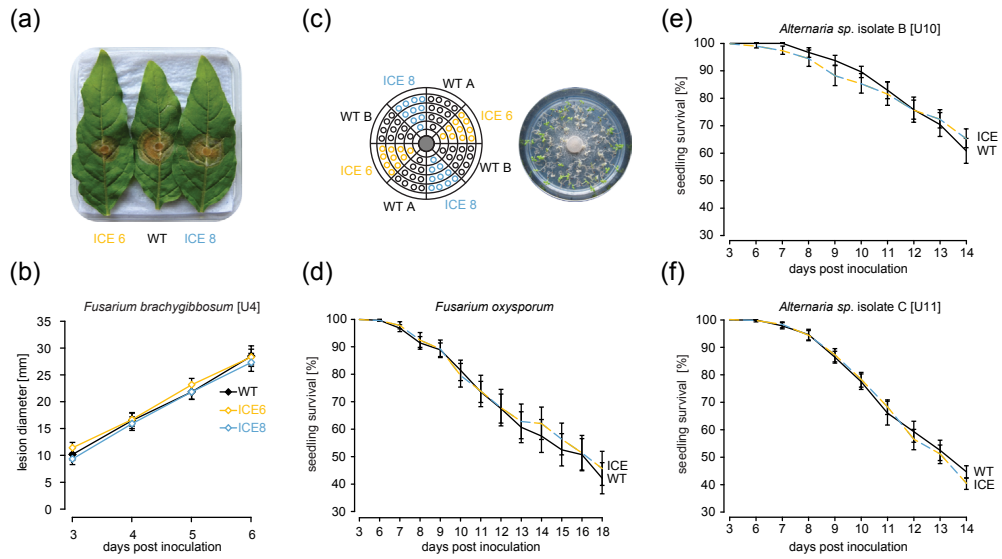 (a)
ICE 6 WT ICE 8
(b)
Fusarium brachygibbosum [U4]
lesion diameter [mm]
35
30
25
20
15
10
5
0
WT
ICE6
ICE8
3 4 5 6
days post inoculation
(c)
ICE 8
WT A
WT B
ICE 6
ICE 6
WT B
WT A
ICE 8
(d)
Fusarium oxysporum
seedling survival [%]
100
90
80
70
60
50
40
30
ICE
WT
3 6 7 8 9 10 11 12 13 14 15 16 18
days post inoculation
(e)
Alternaria sp. isolate B [U10]
seedling survival [%]
100
90
80
70
60
50
40
30
ICE
WT
3 6 7 8 9 10 11 12 13 14
days post inoculation
(f)
Alternaria sp. isolate C [U11]
seedling survival [%]
100
90
80
70
60
50
40
30
WT
ICE
3 6 7 8 9 10 11 12 13 14
days post inoculation